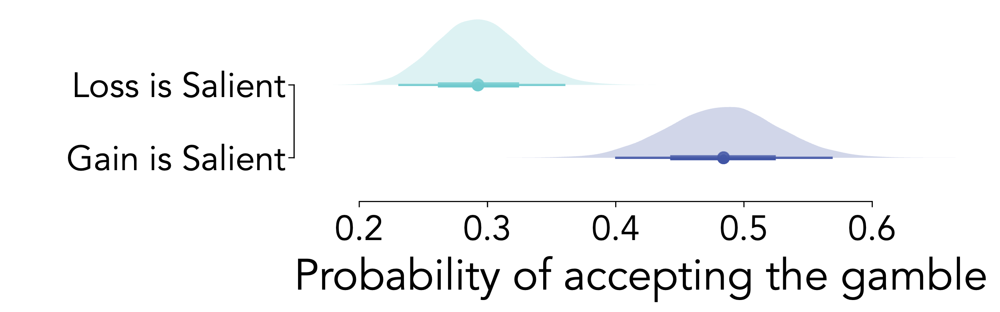 Loss is Salient
Gain is Salient
0.2 0.3 0.4 0.5 0.6
Probability of accepting the gamble